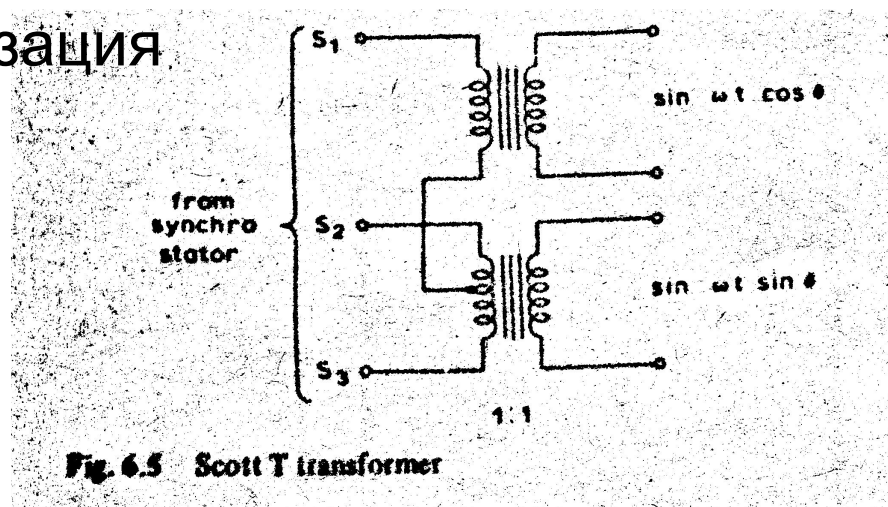 зация
S1
sin ωt cos θ
from
synchro
stator
S2
sin ωt sin θ
S3
1:1
Fig. 6.5 Scott T transformer